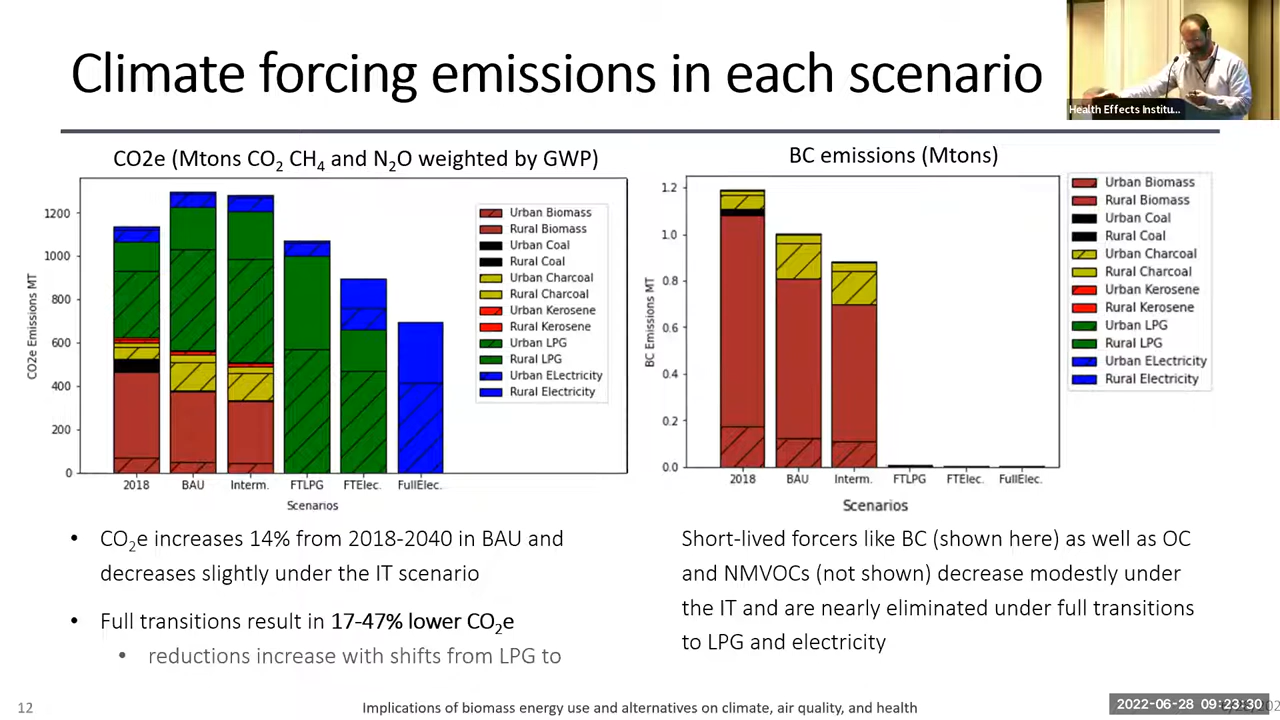 Climate forcing emissions in each scenario
Health Effects Institu...
CO2e (Mtons CO₂ CH₄ and N₂O weighted by GWP)
CO2e Emissions MT
1200
1000
800
600
400
200
0
2018
BAU
Interm.
FTLPG
FTElec.
FullElec.
Scenarios
Urban Biomass
Rural Biomass
Urban Coal
Rural Coal
Urban Charcoal
Rural Charcoal
Urban Kerosene
Rural Kerosene
Urban LPG
Rural LPG
Urban ELectricity
Rural Electricity
BC emissions (Mtons)
BC Emissions MT
1.2
1.0
0.8
0.6
0.4
0.2
0.0
2018
BAU
Interm.
FTLPG
FTElec.
FullElec.
Scenarios
Urban Biomass
Rural Biomass
Urban Coal
Rural Coal
Urban Charcoal
Rural Charcoal
Urban Kerosene
Rural Kerosene
Urban LPG
Rural LPG
Urban ELectricity
Rural Electricity
• CO₂e increases 14% from 2018-2040 in BAU and
decreases slightly under the IT scenario
• Full transitions result in 17-47% lower CO₂e
• reductions increase with shifts from LPG to
Short-lived forcers like BC (shown here) as well as OC
and NMVOCs (not shown) decrease modestly under
the IT and are nearly eliminated under full transitions
to LPG and electricity
12
Implications of biomass energy use and alternatives on climate, air quality, and health
2022-06-28 09:23:30